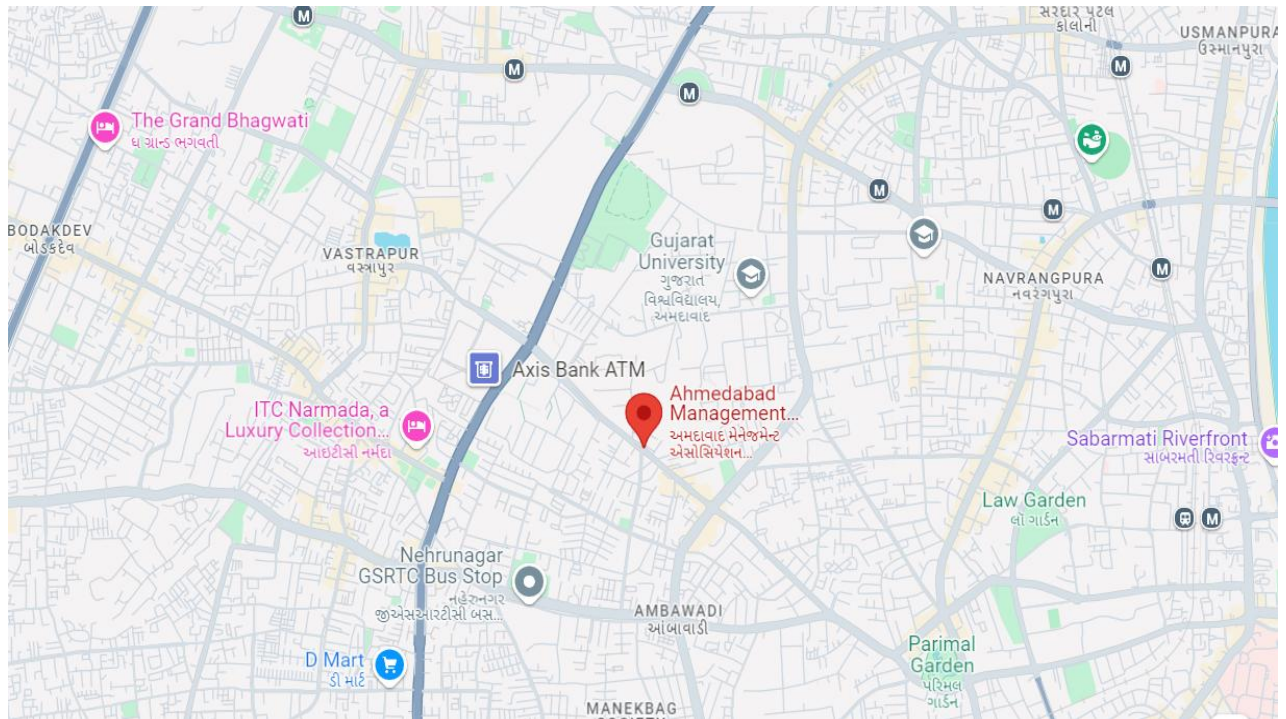 સરદાર પટેલ
કોલોની
USMANPURA
ઉસ્માનપુરા
M
M
M
M
The Grand Bhagwati
ધ ગ્રાન્ડ ભગવતી
M
M
BODAKDEV
બોડકદેવ
VASTRAPUR
વસ્ત્રાપુર
Gujarat
University
ગુજરાત
વિશ્વવિદ્યાલય,
અમદાવાદ
M
NAVRANGPURA
નવરંગપુરા
Axis Bank ATM
Ahmedabad
Management...
અમદાવાદ મેનેજમેન્ટ
એસોસિયેશન...
ITC Narmada, a
Luxury Collection...
આઇટીસી નર્મદા
Sabarmati Riverfront
સાબરમતી રિવરફ્રન્ટ
Law Garden
લૉ ગાર્ડન
M
Nehrunagar
GSRTC Bus Stop
નહેરુનગર
જીએસઆરટીસી બસ...
AMBAWADI
આંબાવાડી
D Mart
ડી માર્ટ
Parimal
Garden
પરિમલ
ગાર્ડન
MANEKBAG
SOCIETY